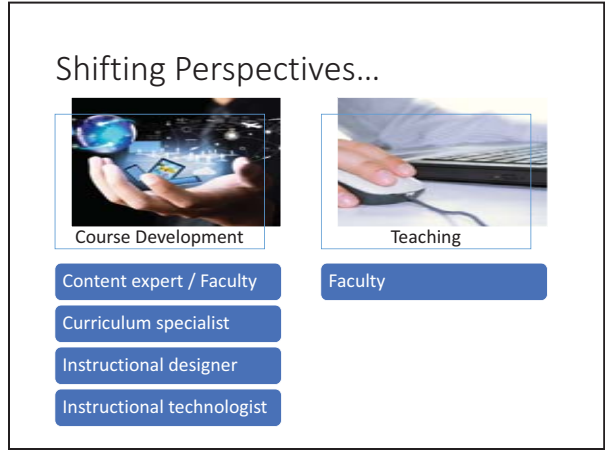 Shifting Perspectives...
Course Development
Content expert / Faculty
Curriculum specialist
Instructional designer
Instructional technologist
Teaching
Faculty